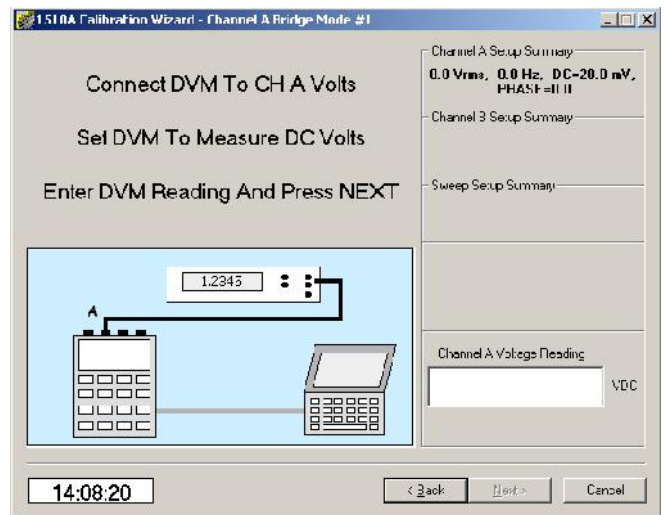 1510A Calibration Wizard - Channel A Bridge Mode #1
Connect DVM To CH A Volts
Set DVM To Measure DC Volts
Enter DVM Reading And Press NEXT
1.2345
A
Channel A Setup Summary
0.0 Vrms, 0.0 Hz, DC=20.0 mV,
PHASE=0.0
Channel B Setup Summary
Sweep Setup Summary
Channel A Voltage Reading
VDC
14:08:20
< Back
Next >
Cancel